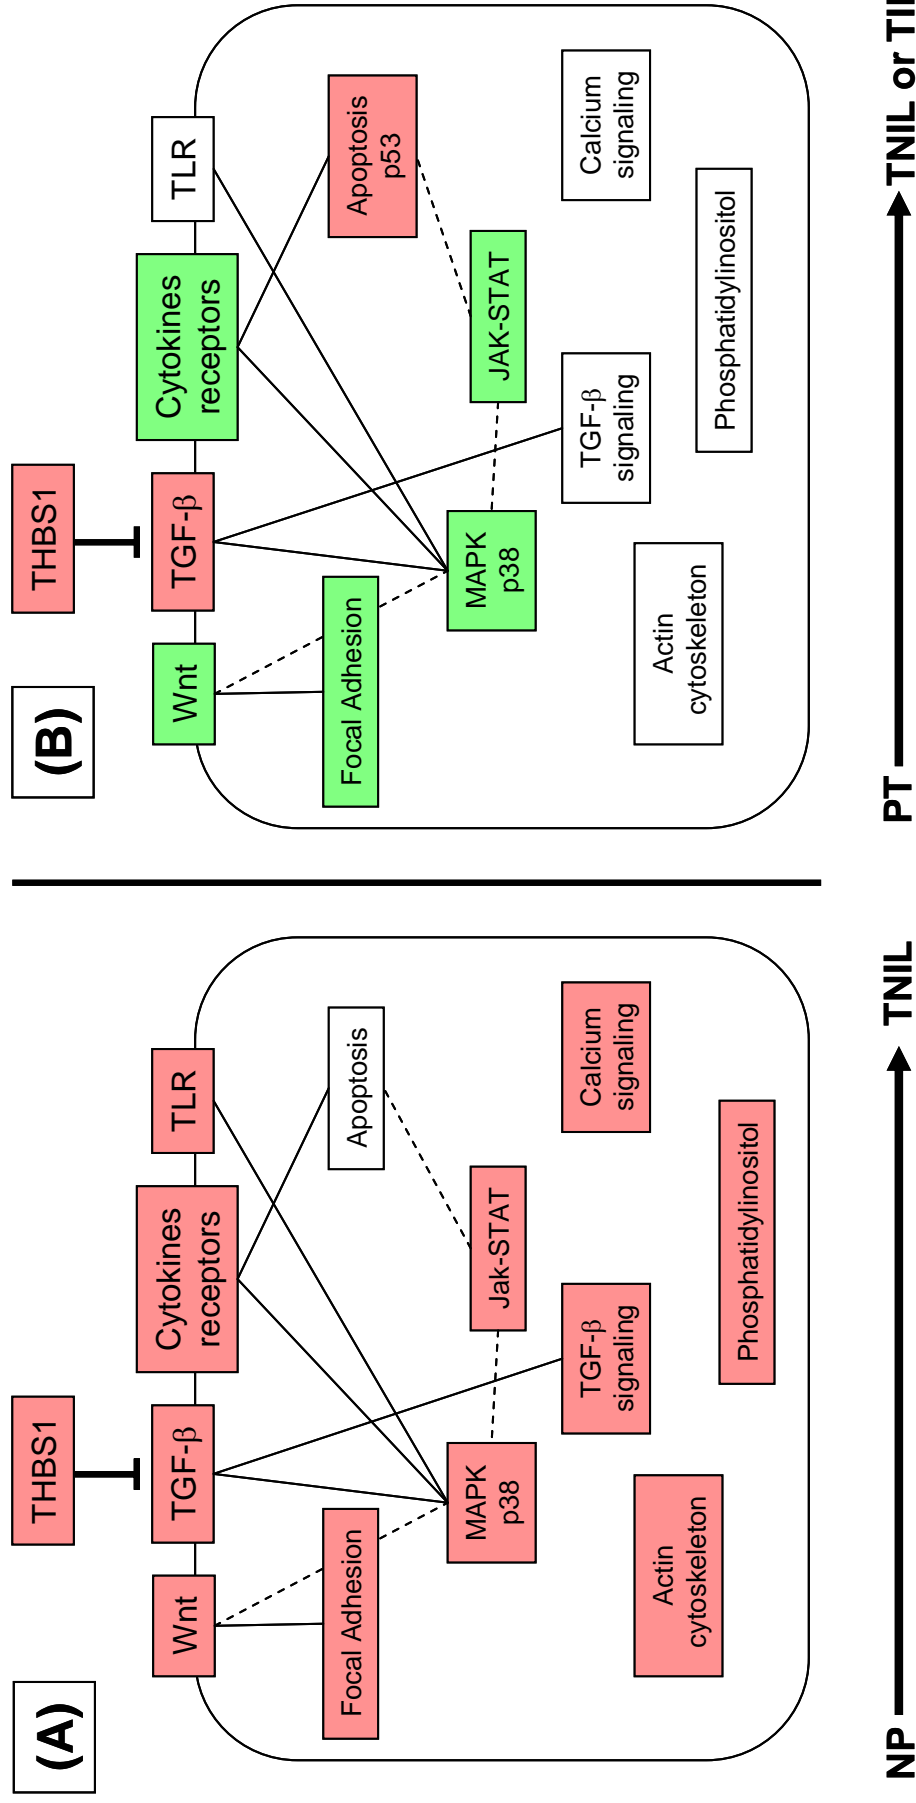 (A)
THBS1
Wnt
TGF-β
Cytokines
receptors
TLR
Focal Adhesion
Apoptosis
MAPK
p38
Jak-STAT
TGF-β
signaling
Calcium
signaling
Actin
cytoskeleton
Phosphatidylinositol
NP
TNIL
(B)
THBS1
Wnt
TGF-β
Cytokines
receptors
TLR
Focal Adhesion
Apoptosis
p53
MAPK
p38
JAK-STAT
TGF-β
signaling
Calcium
signaling
Actin
cytoskeleton
Phosphatidylinositol
PT
TNIL or